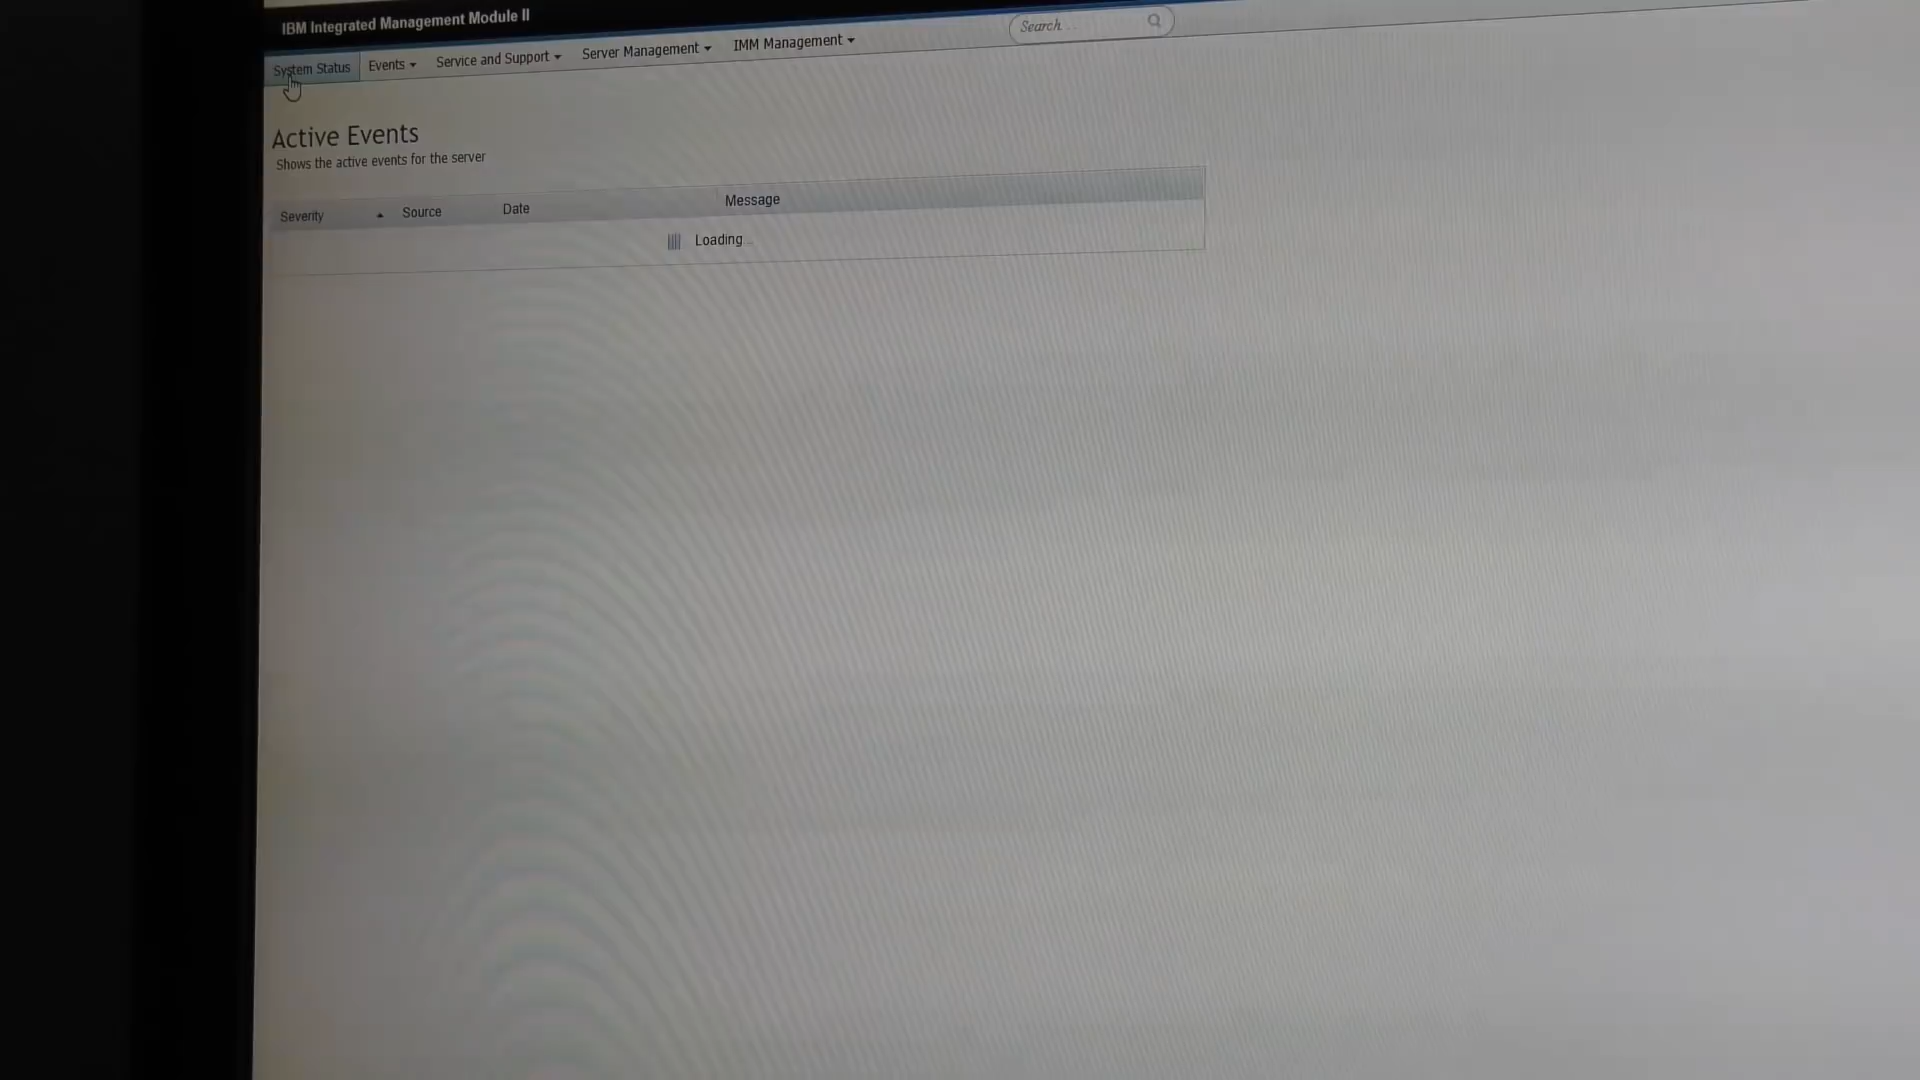 IBM Integrated Management Module II
System Status Events Service and Support Server Management IMM Management Search...
Active Events
Shows the active events for the server
Severity Source Date Message
Loading...